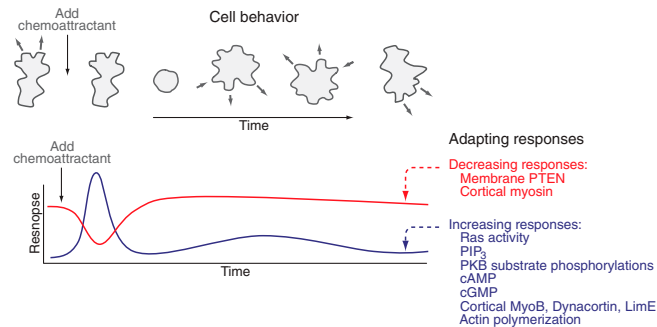 Add
chemoattractant
Cell behavior
Time
Adapting responses
Add
chemoattractant
Decreasing responses:
Membrane PTEN
Cortical myosin
Resnopse
Increasing responses:
Ras activity
PIP3
PKB substrate phosphorylations
cAMP
cGMP
Cortical MyoB, Dynacortin, LimE
Actin polymerization
Time